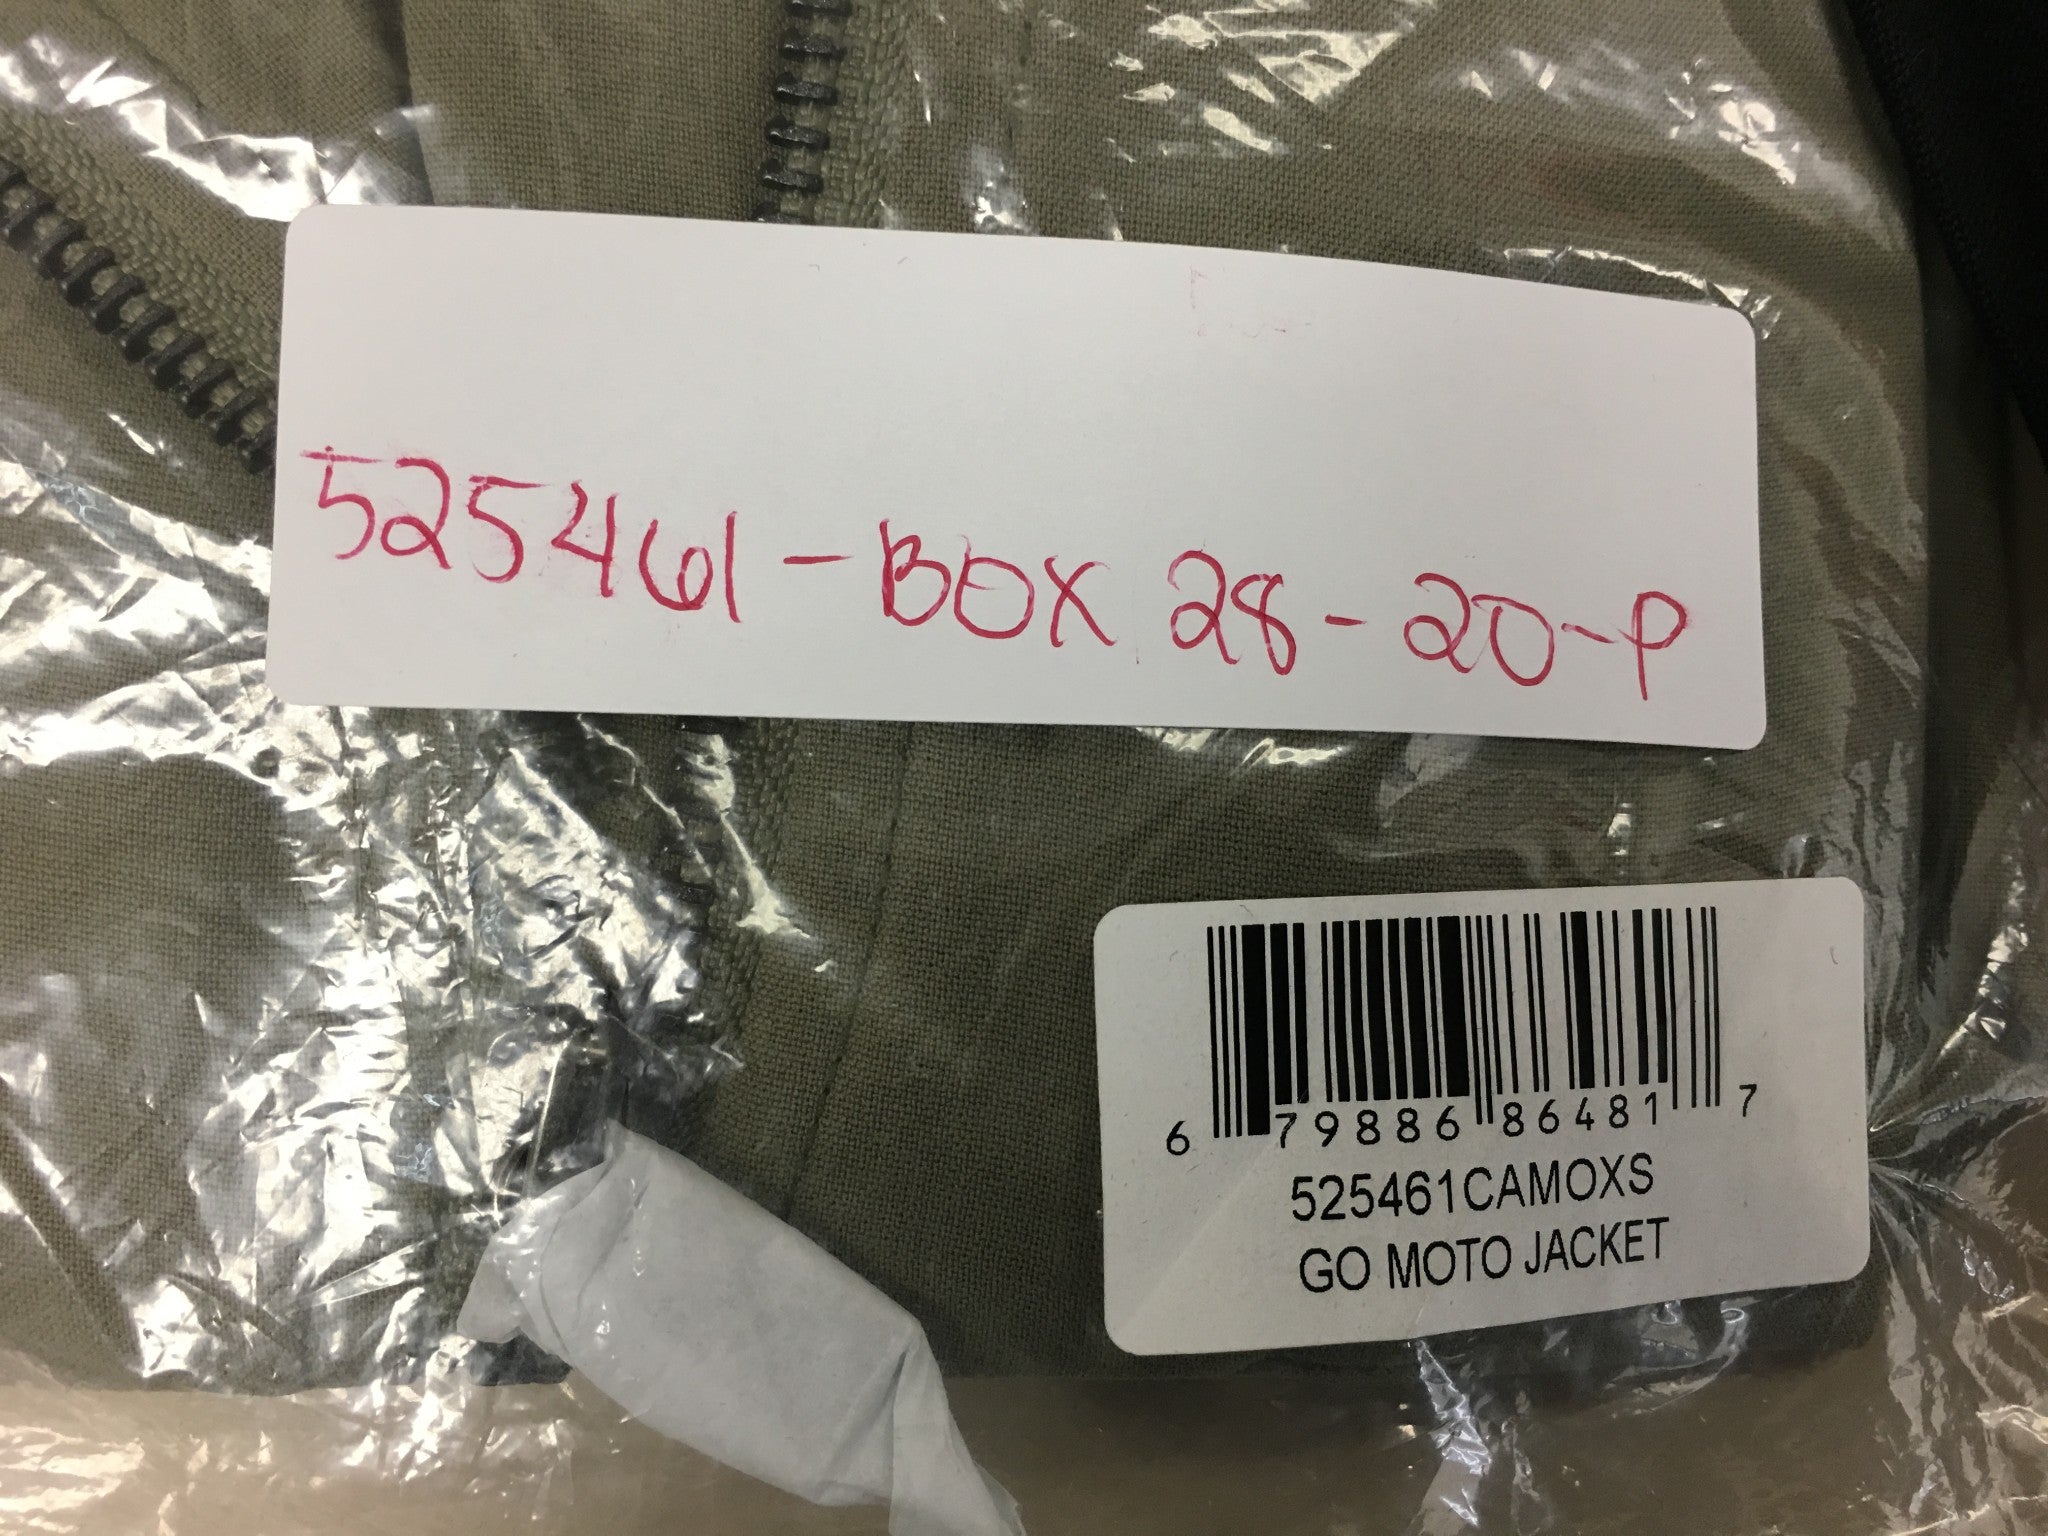 525461-BOX 28-20-P
6 79886 86481 7
525461CAMOXS
GO MOTO JACKET